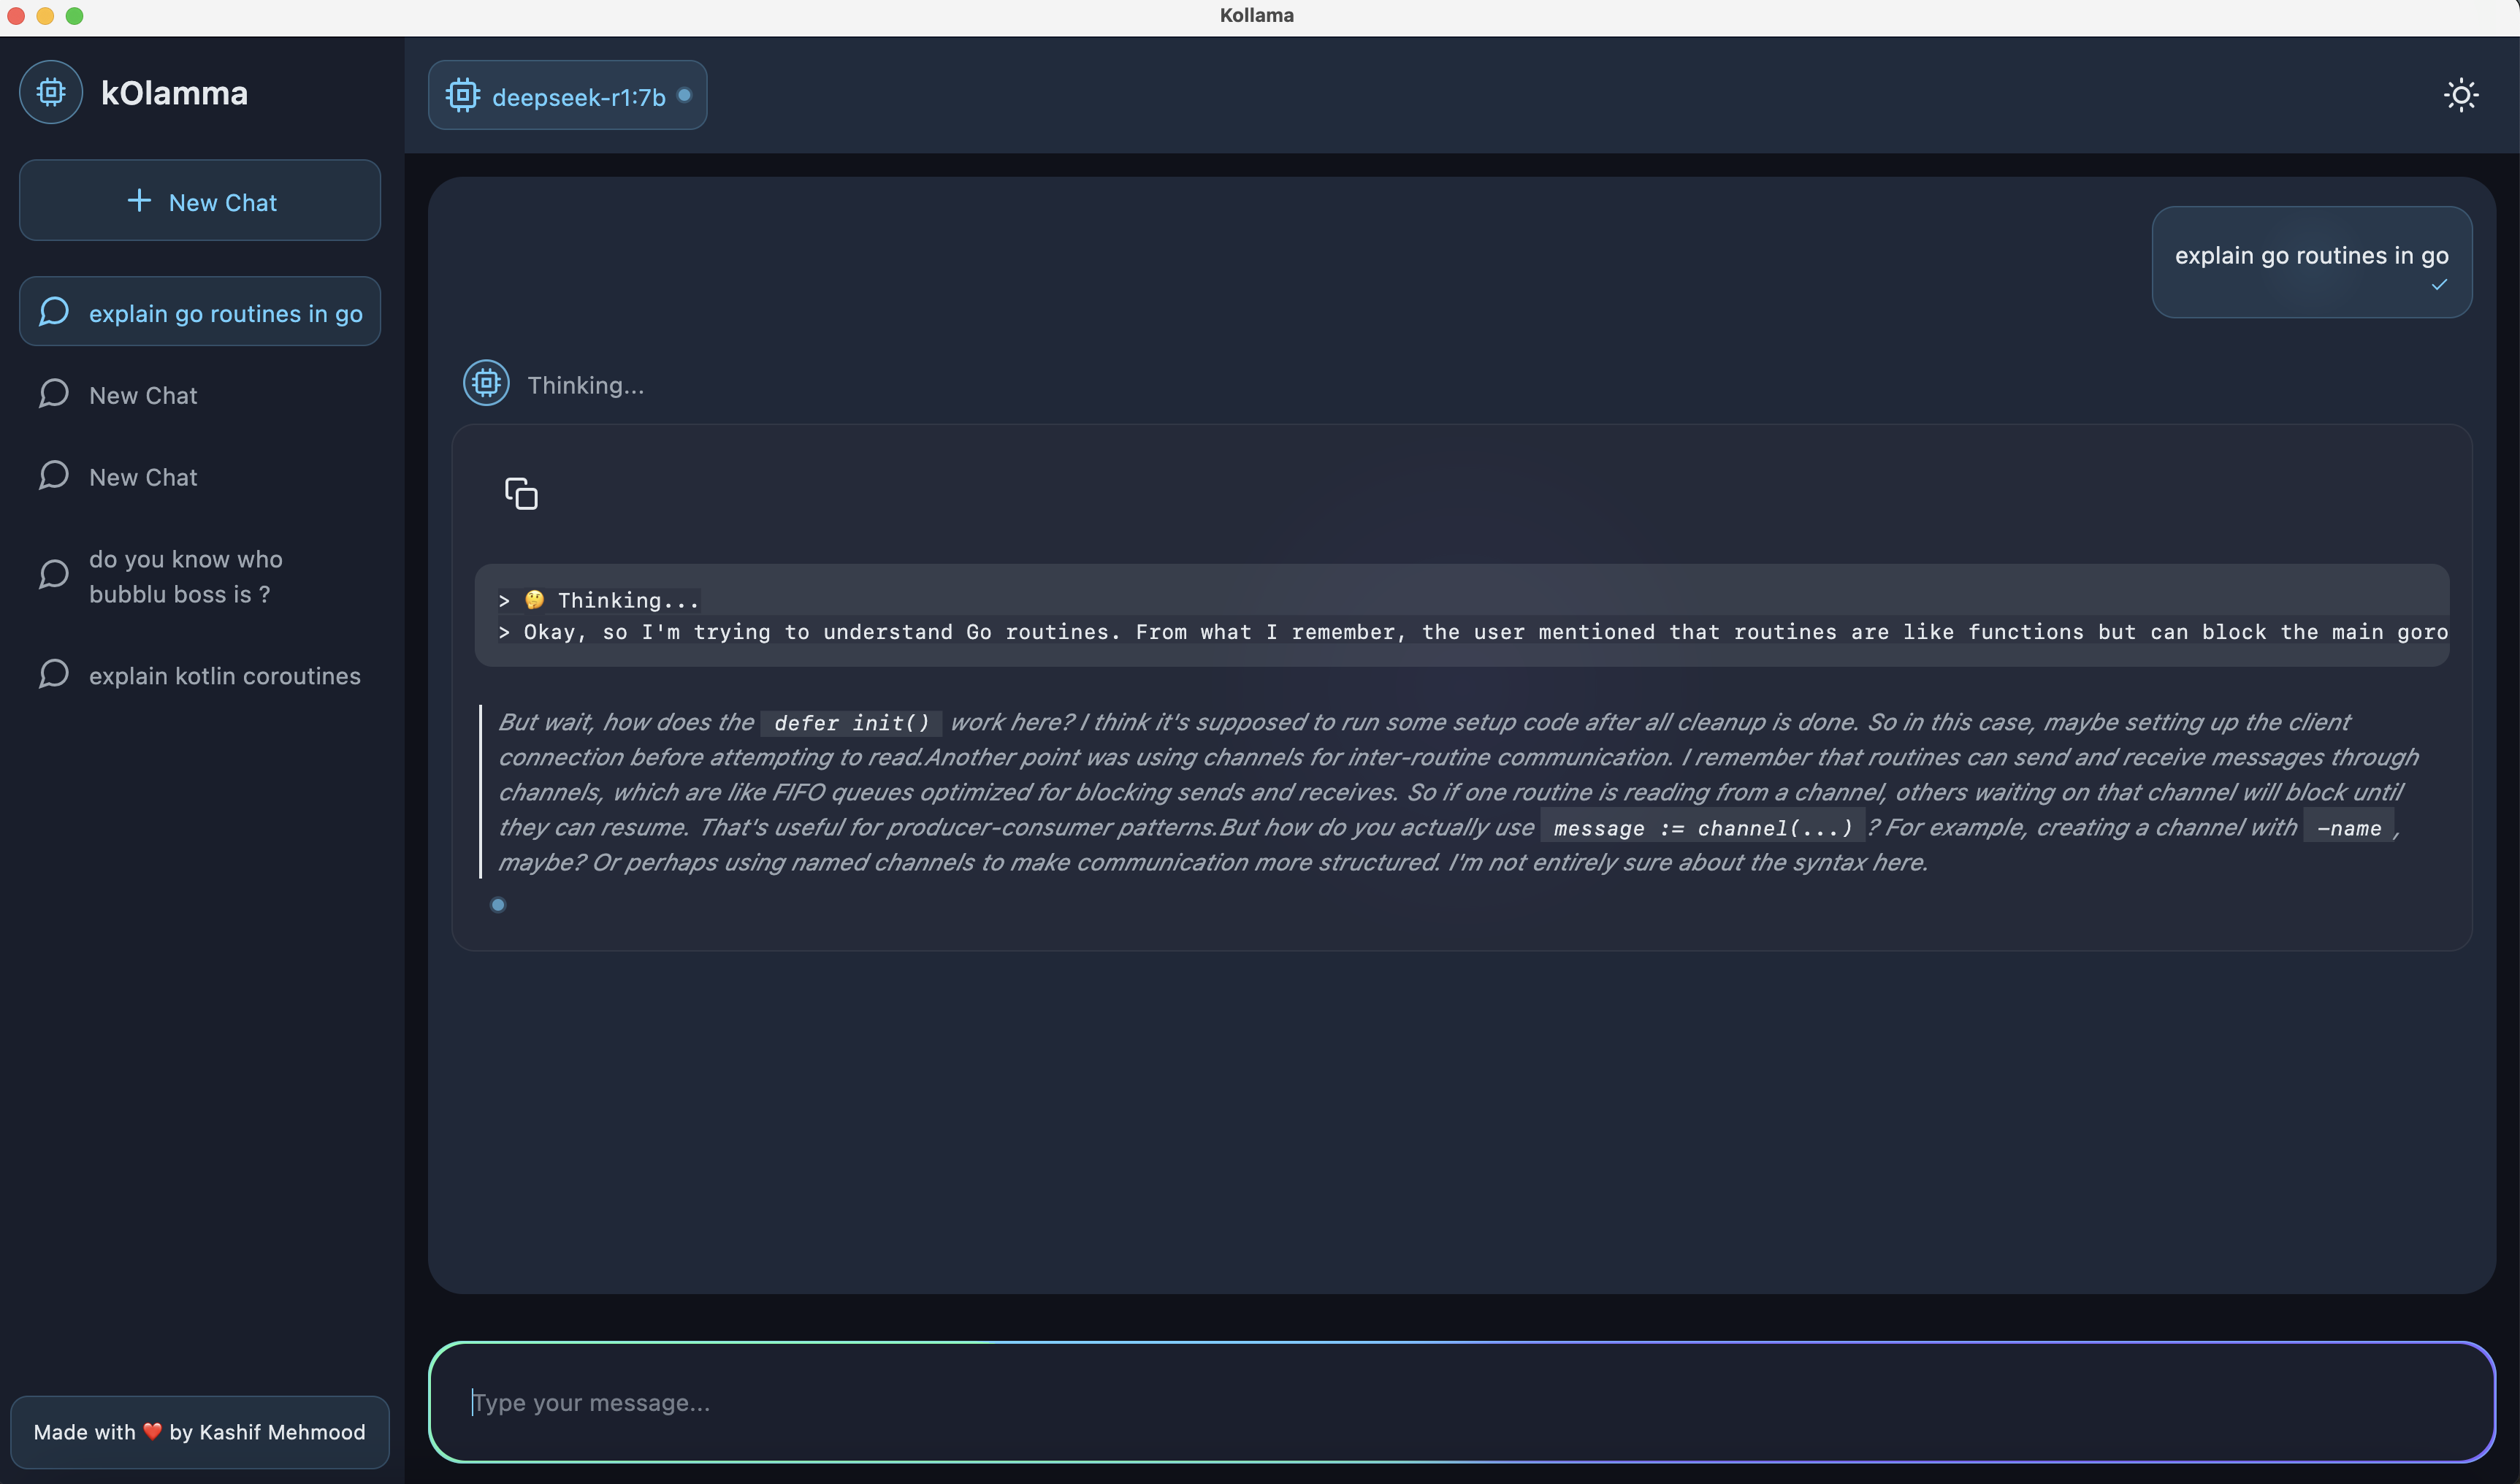 Kollama
kOlamma
New Chat
explain go routines in go
New Chat
New Chat
do you know who
bubblu boss is ?
explain kotlin coroutines
Made with ❤️ by Kashif Mehmood
deepseek-r1:7b
explain go routines in go
Thinking...
> 🤔 Thinking...
> Okay, so I'm trying to understand Go routines. From what I remember, the user mentioned that routines are like functions but can block the main goro
But wait, how does the defer init() work here? I think it's supposed to run some setup code after all cleanup is done. So in this case, maybe setting up the client
connection before attempting to read.Another point was using channels for inter-routine communication. I remember that routines can send and receive messages through
channels, which are like FIFO queues optimized for blocking sends and receives. So if one routine is reading from a channel, others waiting on that channel will block until
they can resume. That's useful for producer-consumer patterns.But how do you actually use message := channel(...) ? For example, creating a channel with -name ,
maybe? Or perhaps using named channels to make communication more structured. I'm not entirely sure about the syntax here.
Type your message...